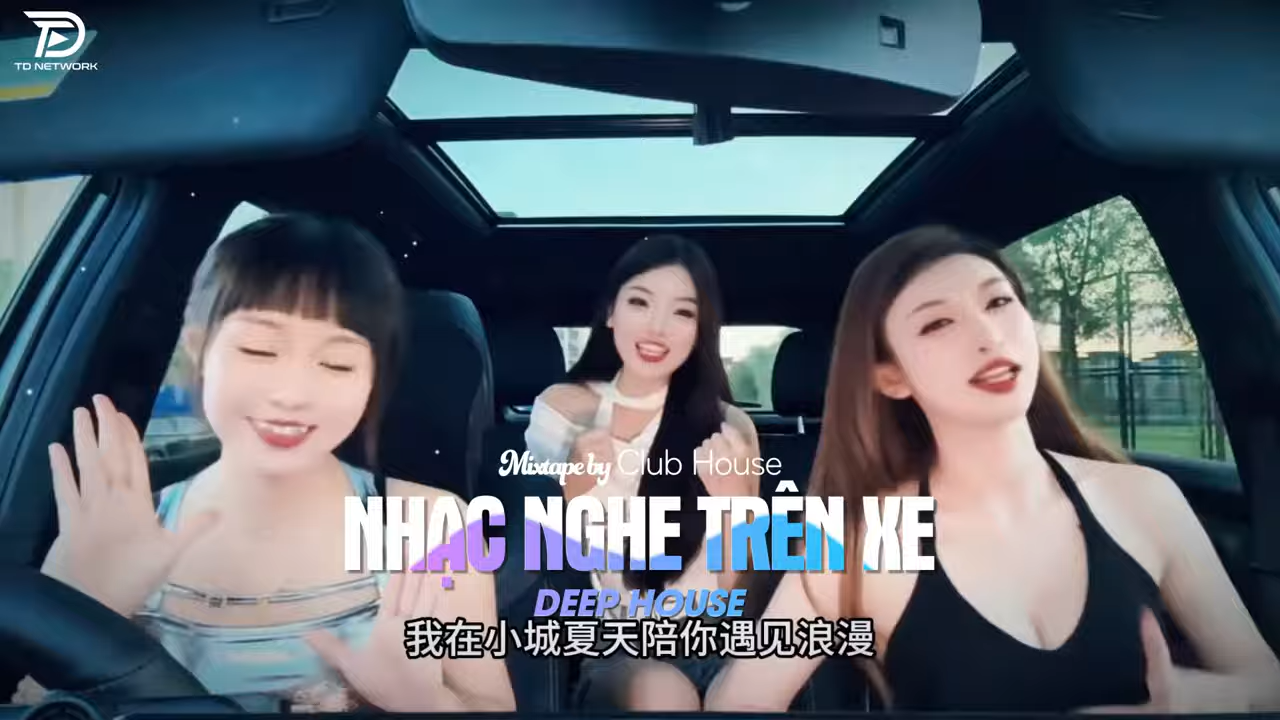 TD NETWORK
Mixtape by Club House
NHẠC NGHE TRÊN XE
DEEP HOUSE
我在小城夏天陪你遇见浪漫